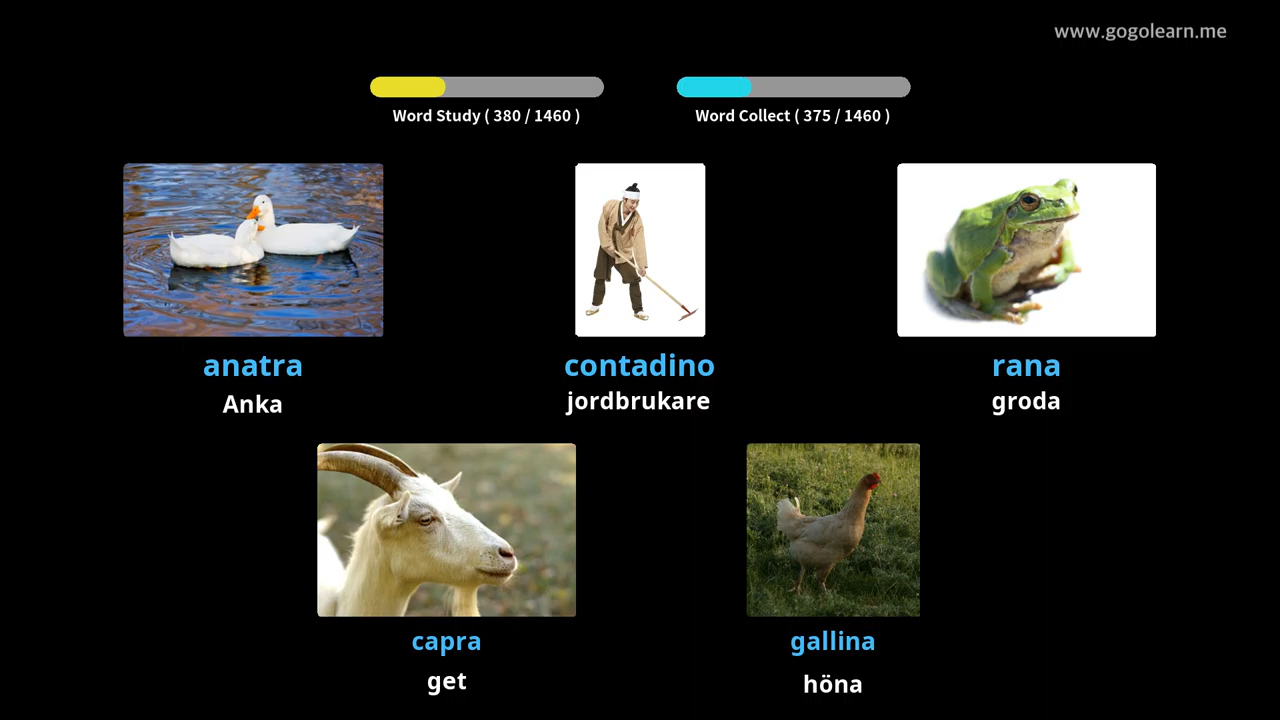 www.gogolearn.me
Word Study ( 380 / 1460 )
Word Collect ( 375 / 1460 )
anatra
Anka
contadino
jordbrukare
rana
groda
capra
get
gallina
höna